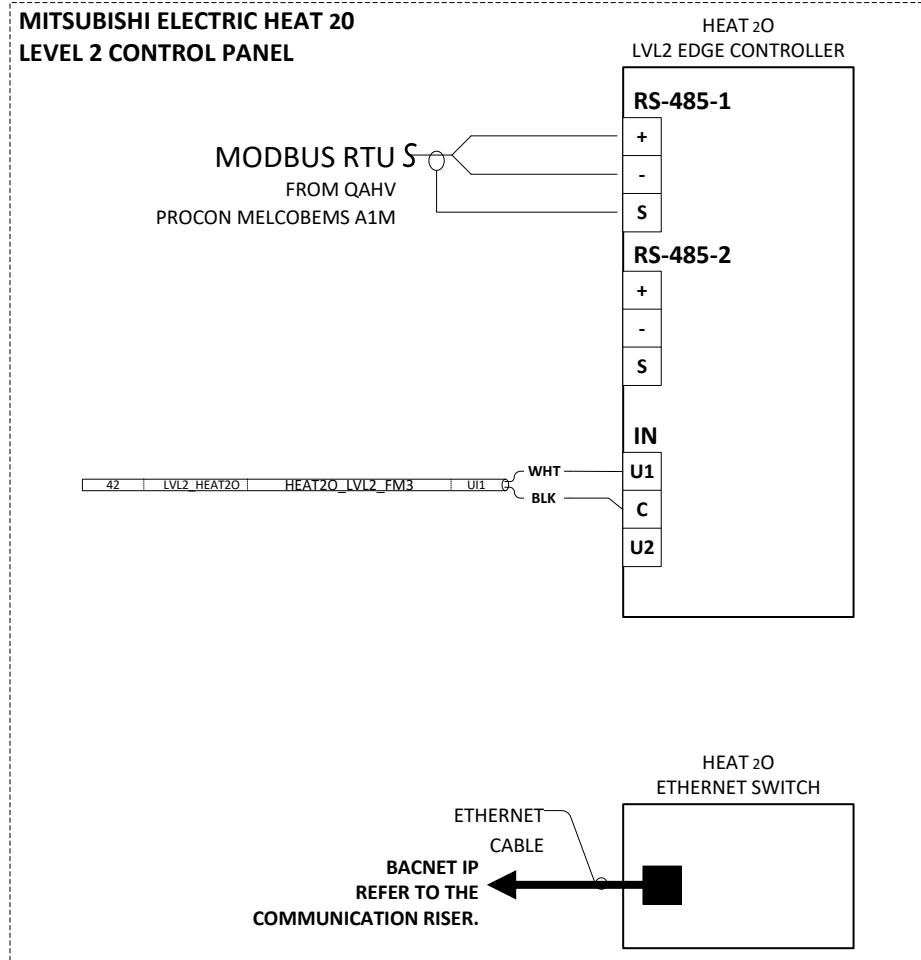 MITSUBISHI ELECTRIC HEAT 20
LEVEL 2 CONTROL PANEL
HEAT 2O
LVL2 EDGE CONTROLLER
RS-485-1
+
-
S
MODBUS RTU S
FROM QAHV
PROCON MELCOBEMS A1M
RS-485-2
+
-
S
IN
U1
C
U2
WHT
BLK
42 LVL2_HEAT2O HEAT2O_LVL2_FM3 UI1
HEAT 2O
ETHERNET SWITCH
ETHERNET
CABLE
BACNET IP
REFER TO THE
COMMUNICATION RISER.